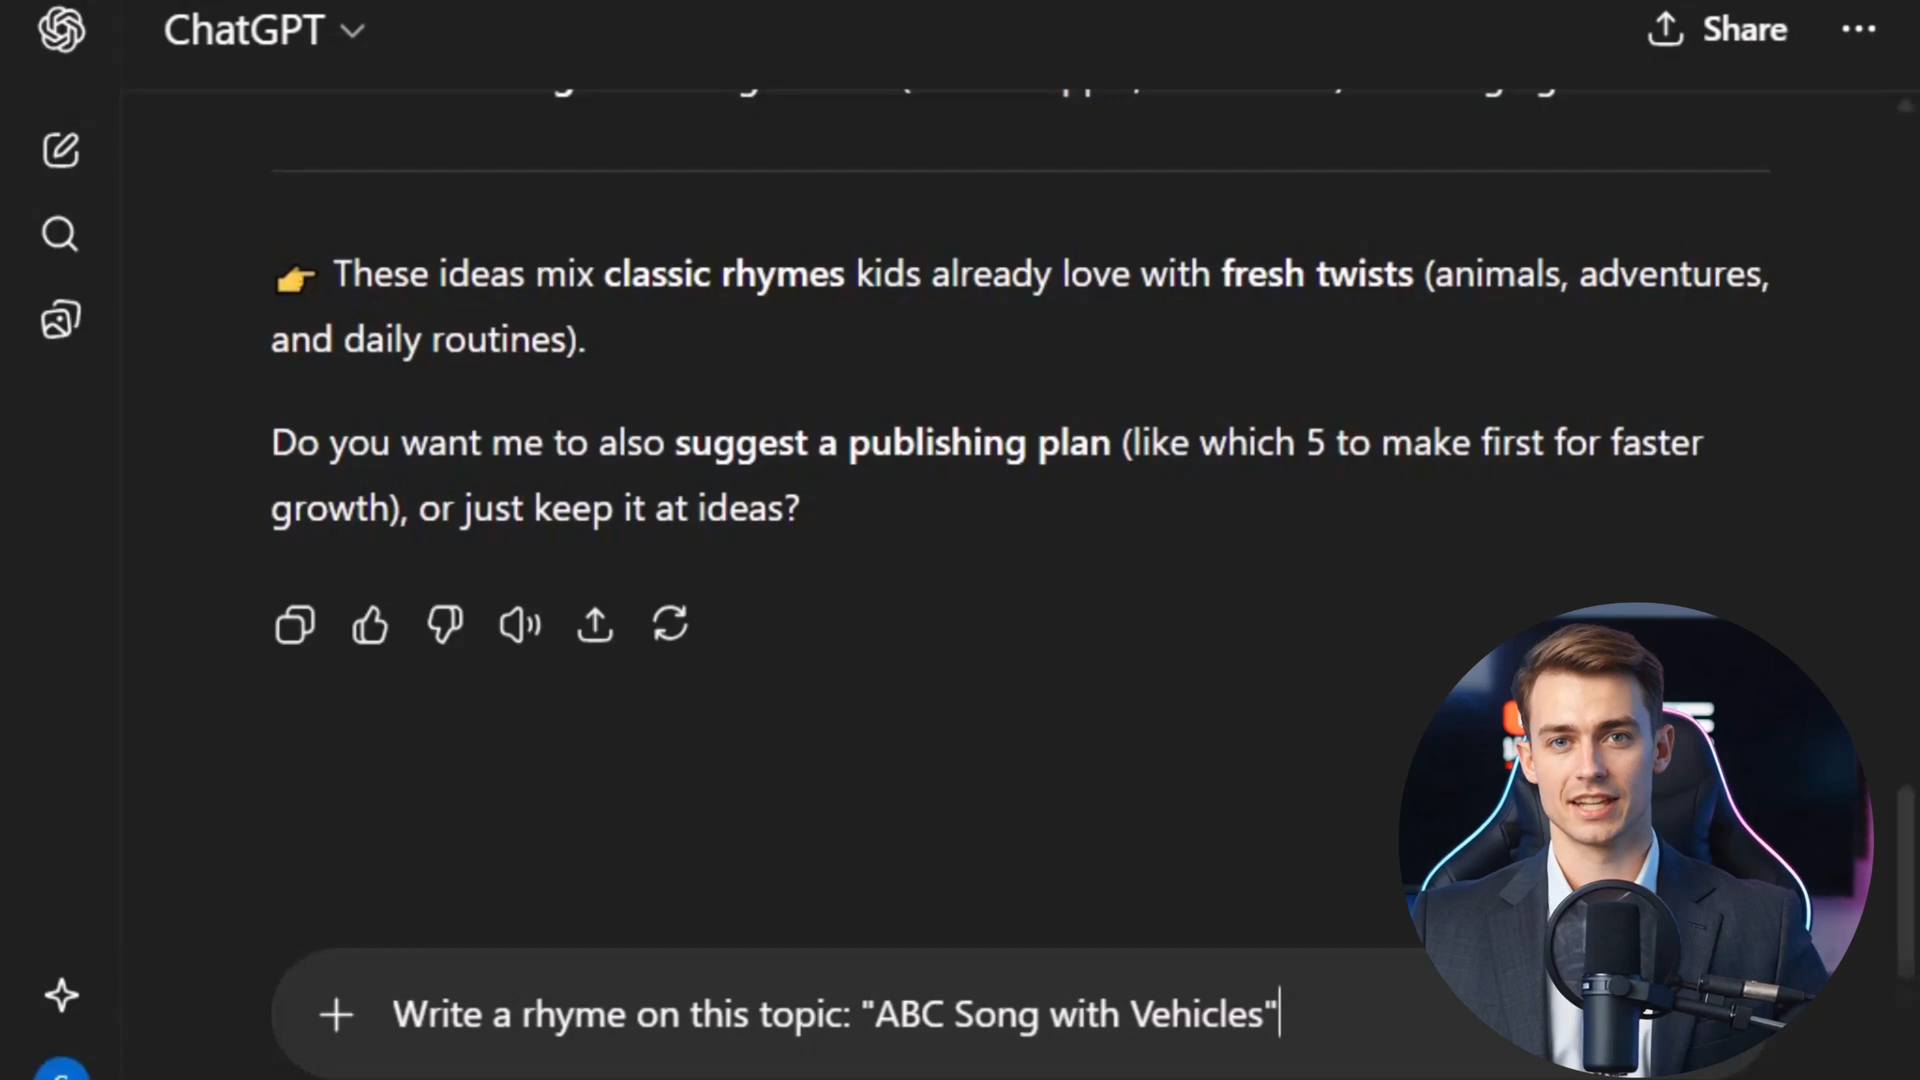 ChatGPT
Share
👉 These ideas mix classic rhymes kids already love with fresh twists (animals, adventures,
and daily routines).
Do you want me to also suggest a publishing plan (like which 5 to make first for faster
growth), or just keep it at ideas?
Write a rhyme on this topic: "ABC Song with Vehicles"